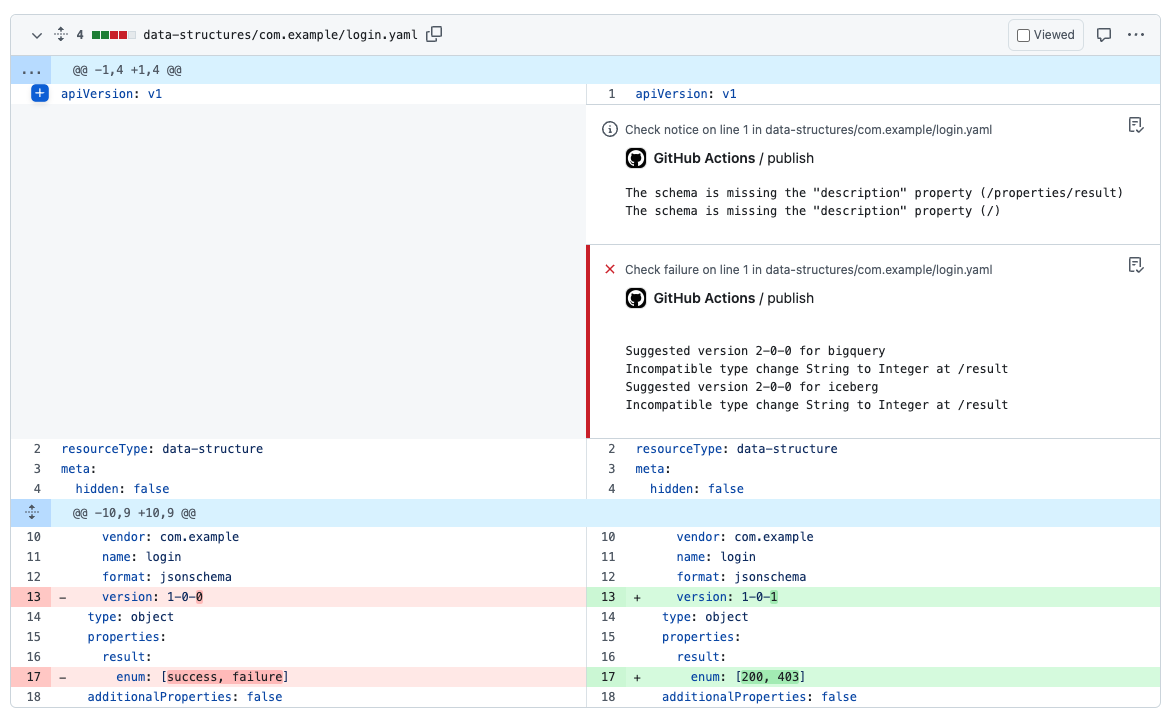 4 data-structures/com.example/login.yaml Viewed
... @@ -1,4 +1,4 @@
apiVersion: v1
1 apiVersion: v1
Check notice on line 1 in data-structures/com.example/login.yaml
GitHub Actions / publish
The schema is missing the "description" property (/properties/result)
The schema is missing the "description" property (/)
Check failure on line 1 in data-structures/com.example/login.yaml
GitHub Actions / publish
Suggested version 2-0-0 for bigquery
Incompatible type change String to Integer at /result
Suggested version 2-0-0 for iceberg
Incompatible type change String to Integer at /result
2 resourceType: data-structure
2 resourceType: data-structure
3 meta:
3 meta:
4 hidden: false
4 hidden: false
@@ -10,9 +10,9 @@
10 vendor: com.example
10 vendor: com.example
11 name: login
11 name: login
12 format: jsonschema
12 format: jsonschema
13 - version: 1-0-0
13 + version: 1-0-1
14 type: object
14 type: object
15 properties:
15 properties:
16 result:
16 result:
17 - enum: [success, failure]
17 + enum: [200, 403]
18 additionalProperties: false
18 additionalProperties: false